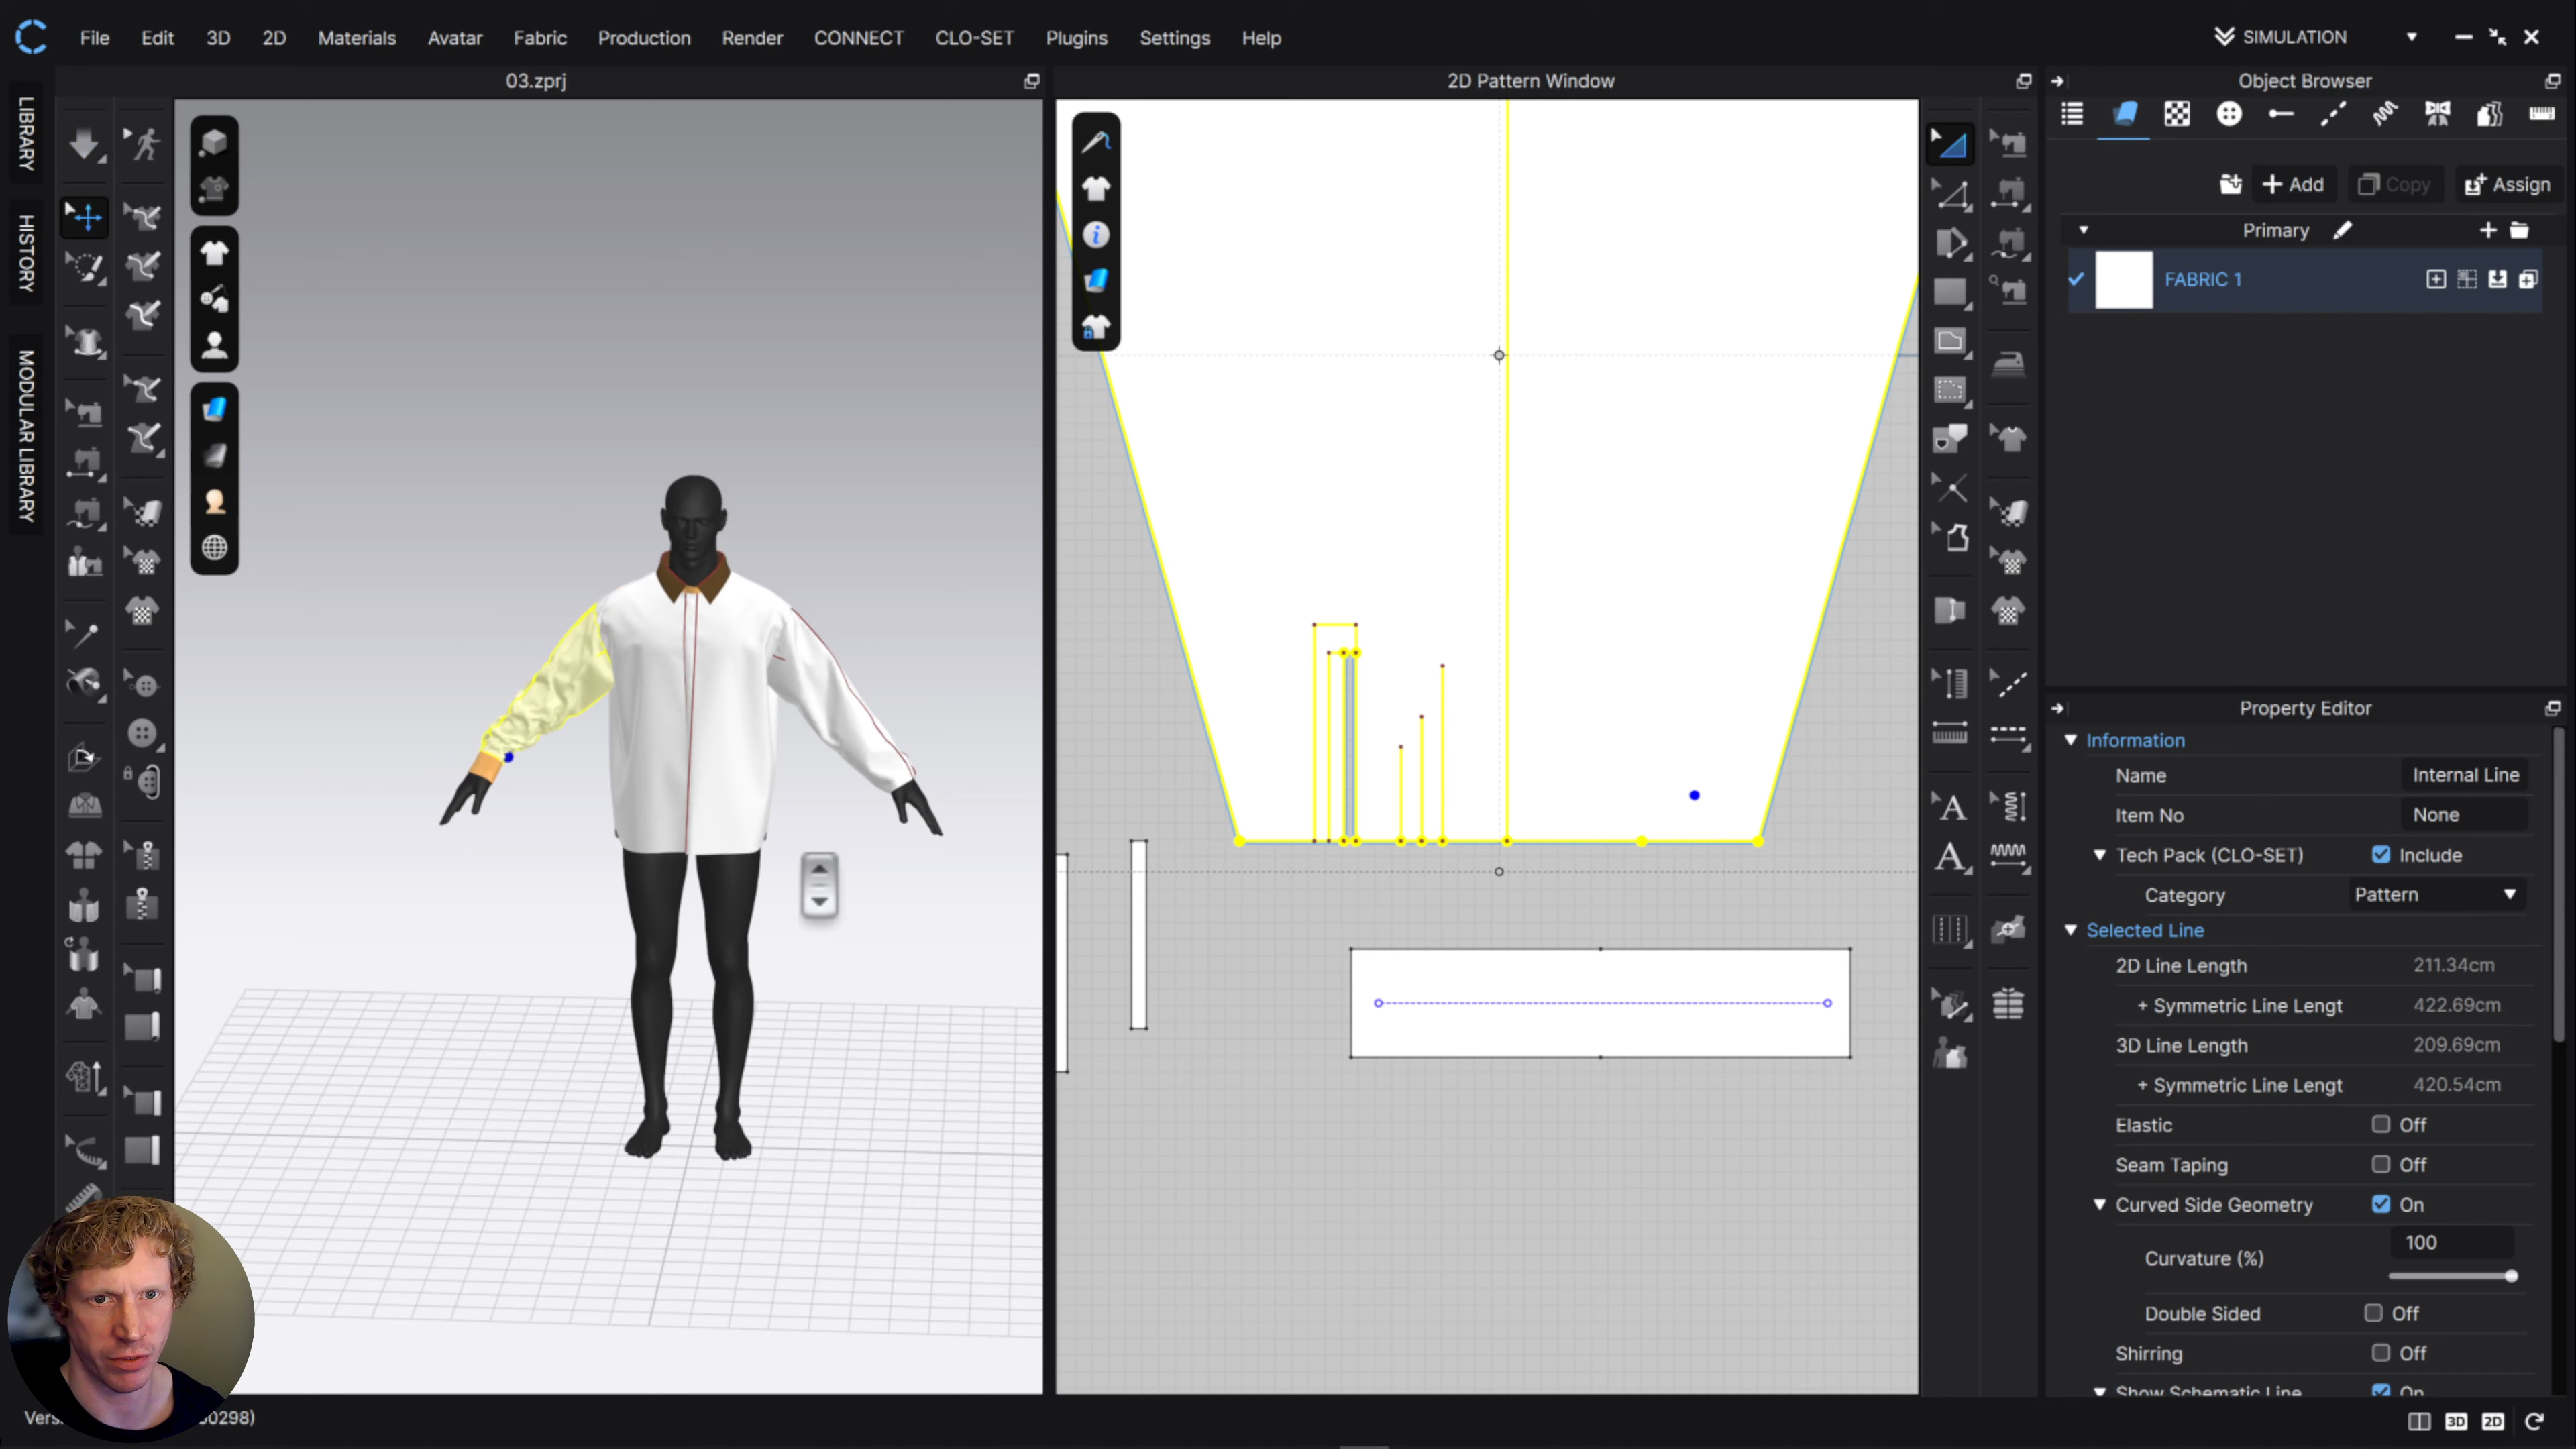 File Edit 3D 2D Materials Avatar Fabric Production Render CONNECT CLO-SET Plugins Settings Help
SIMULATION
03.zprj
2D Pattern Window
Object Browser
LIBRARY
HISTORY
MODULAR LIBRARY
Add
Copy
Assign
Primary
FABRIC 1
Property Editor
Information
Name Internal Line
Item No None
Tech Pack (CLO-SET) Include
Category Pattern
Selected Line
2D Line Length 211.34cm
+ Symmetric Line Lengt 422.69cm
3D Line Length 209.69cm
+ Symmetric Line Lengt 420.54cm
Elastic Off
Seam Taping Off
Curved Side Geometry On
Curvature (%) 100
Double Sided Off
Shirring Off
Show Schematic Line On
A
A
3D 2D